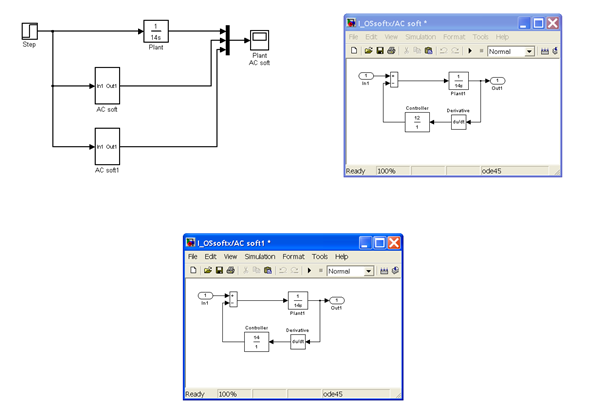 Step
1
14s
Plant
Plant
AC soft
In1 Out1
AC soft
In1 Out1
AC soft1
I_OSsoftx/AC soft *
File Edit View Simulation Format Tools Help
Normal
1
In1
+
−
1
14s
Plant1
1
Out1
Controller
12
1
Derivative
du/dt
Ready 100% ode45
I_OSsoftx/AC soft1 *
File Edit View Simulation Format Tools Help
Normal
1
In1
+
−
1
14s
Plant1
1
Out1
Controller
14
1
Derivative
du/dt
Ready 100% ode45